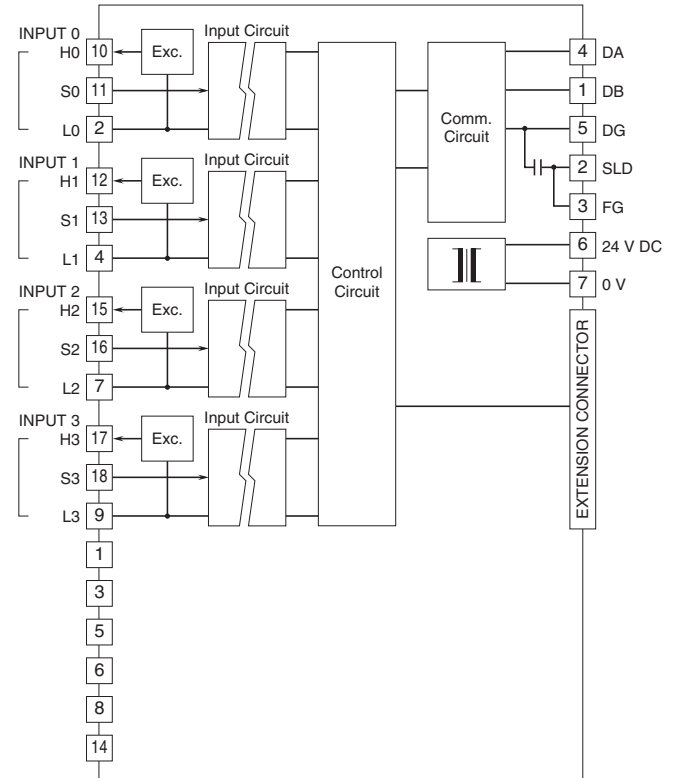 INPUT 0
H0 10 Exc. Input Circuit
S0 11
L0 2
INPUT 1
H1 12 Exc. Input Circuit
S1 13
L1 4
INPUT 2
H2 15 Exc. Input Circuit
S2 16
L2 7
INPUT 3
H3 17 Exc. Input Circuit
S3 18
L3 9
1
3
5
6
8
14
Control
Circuit
Comm.
Circuit
4 DA
1 DB
5 DG
2 SLD
3 FG
6 24 V DC
7 0 V
EXTENSION CONNECTOR